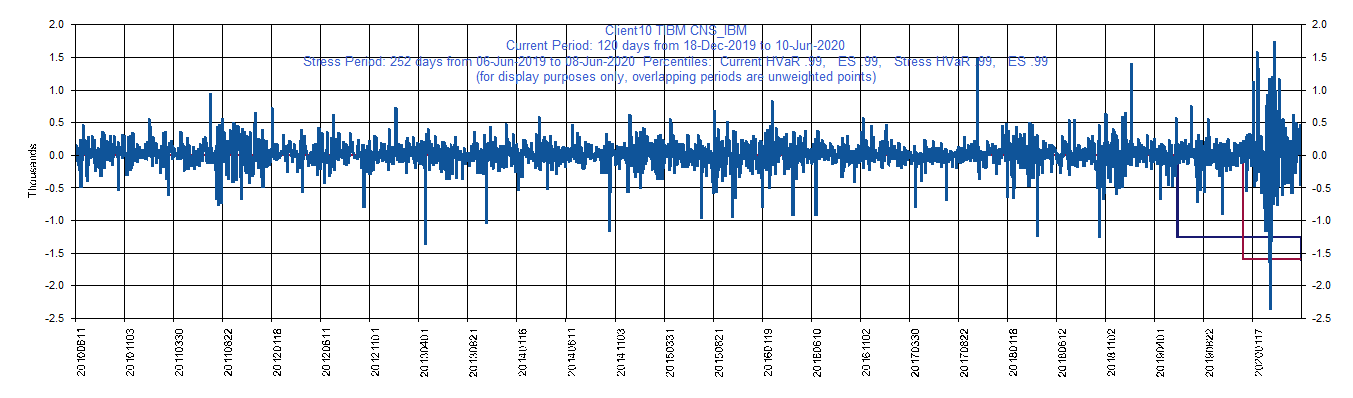 Client10 TIBM CNS_IBM
Current Period: 120 days from 18-Dec-2019 to 10-Jun-2020
Stress Period: 252 days from 06-Jun-2019 to 08-Jun-2020 Percentiles: Current HVaR .99, ES .99, Stress HVaR .99, ES .99
(for display purposes only, overlapping periods are unweighted points)
Thousands
2.0 2.0
1.5 1.5
1.0 1.0
0.5 0.5
0.0 0.0
-0.5 -0.5
-1.0 -1.0
-1.5 -1.5
-2.0 -2.0
-2.5 -2.5
20100611 20101103 20110330 20110822 20120118 20120611 20121101 20130401 20130821 20140116 20140611 20141103 20150331 20150821 20160119 20160610 20161102 20170330 20170822 20180118 20180612 20181102 20190401 20190822 20200117